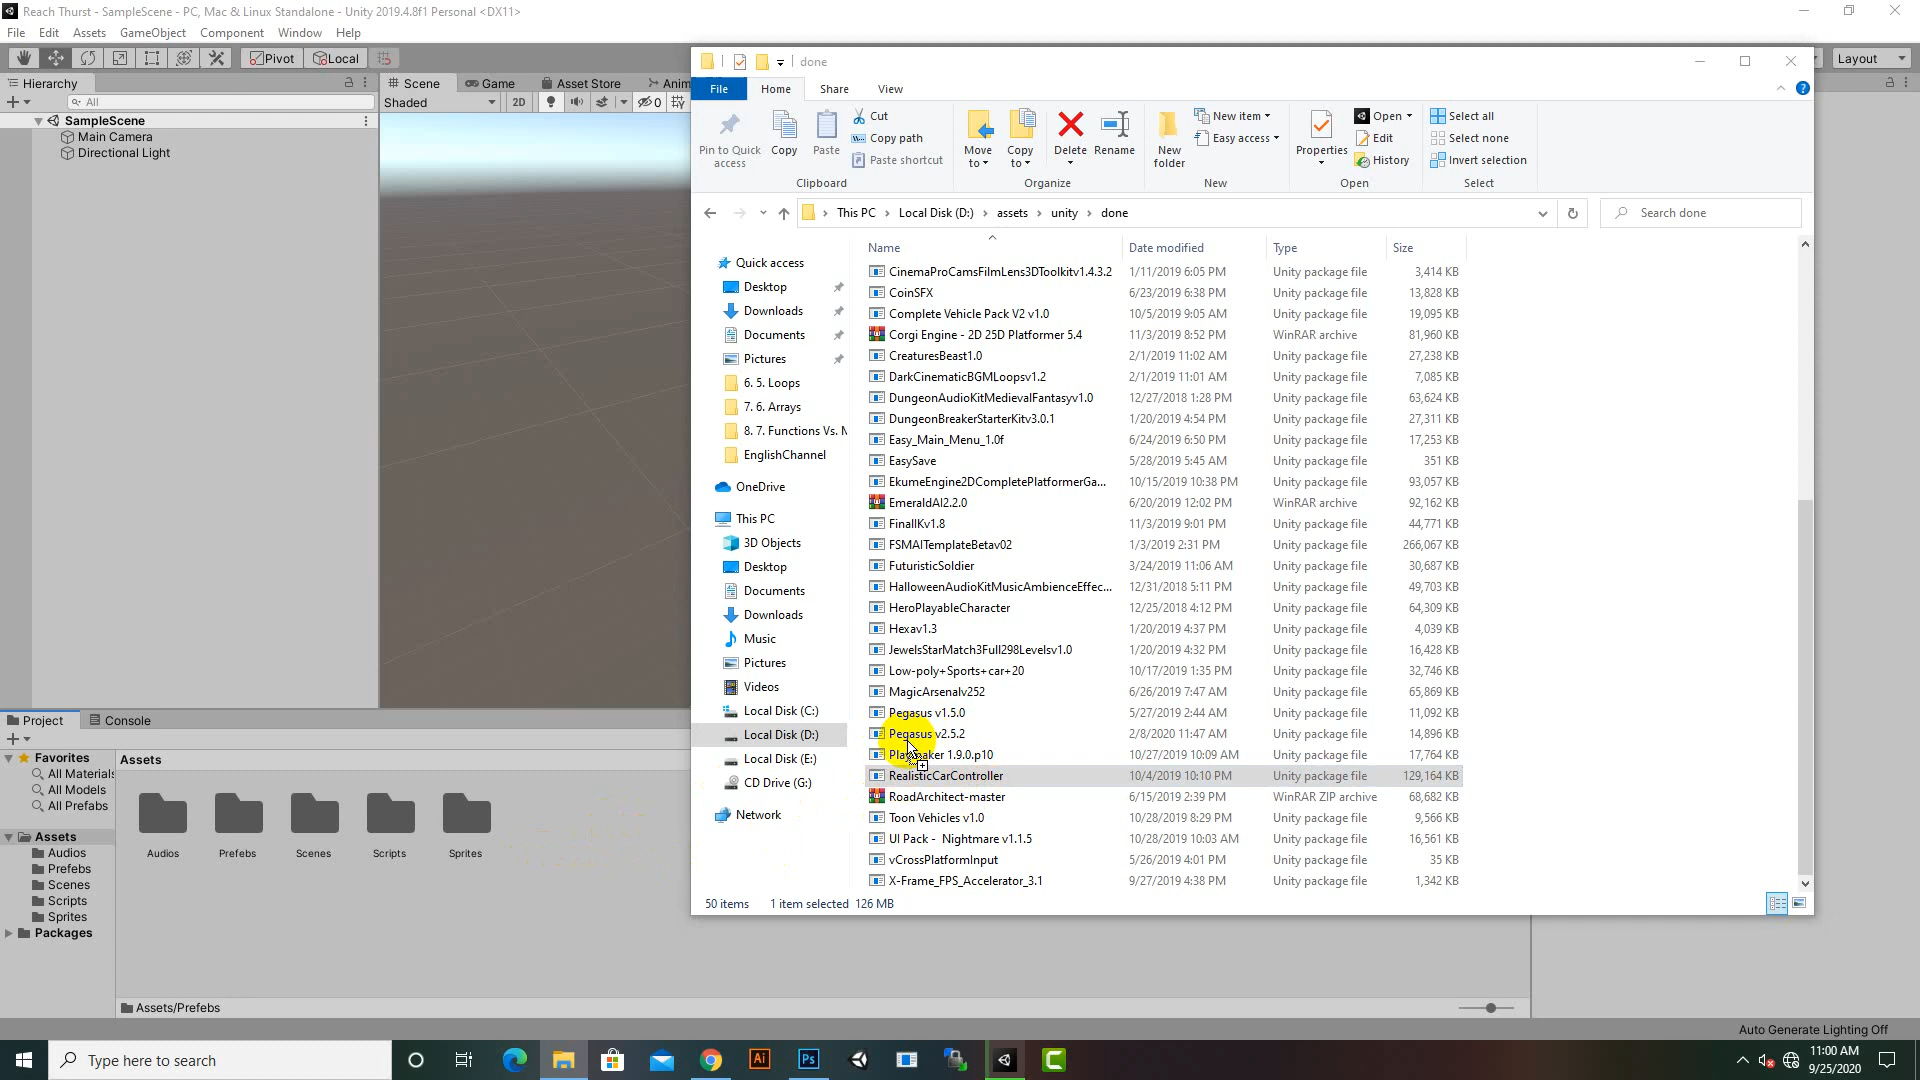 Reach Thurst - SampleScene - PC, Mac & Linux Standalone - Unity 2019.4.8f1 Personal <DX11>
File Edit Assets GameObject Component Window Help
Pivot Local Layout
Hierarchy Scene Game Asset Store Anim
All Shaded 2D 0
SampleScene
Main Camera
Directional Light
done
File Home Share View
Pin to Quick access
Copy
Paste
Cut
Copy path
Paste shortcut
Clipboard
Move to
Copy to
Delete
Rename
Organize
New folder
New item
Easy access
New
Properties
Open
Edit
History
Open
Select all
Select none
Invert selection
Select
This PC Local Disk (D:) assets unity done
Search done
Quick access
Desktop
Downloads
Documents
Pictures
6. 5. Loops
7. 6. Arrays
8. 7. Functions Vs. M
EnglishChannel
OneDrive
This PC
3D Objects
Desktop
Documents
Downloads
Music
Pictures
Videos
Local Disk (C:)
Local Disk (D:)
Local Disk (E:)
CD Drive (G:)
Network
Name Date modified Type Size
CinemaProCamsFilmLens3DToolkitv1.4.3.2 1/11/2019 6:05 PM Unity package file 3,414 KB
CoinSFX 6/23/2019 6:38 PM Unity package file 13,828 KB
Complete Vehicle Pack V2 v1.0 10/5/2019 9:05 AM Unity package file 19,095 KB
Corgi Engine - 2D 25D Platformer 5.4 11/3/2019 8:52 PM WinRAR archive 81,960 KB
CreaturesBeast1.0 2/1/2019 11:02 AM Unity package file 27,238 KB
DarkCinematicBGMLoopsv1.2 2/1/2019 11:01 AM Unity package file 7,085 KB
DungeonAudioKitMedievalFantasyv1.0 12/27/2018 1:28 PM Unity package file 63,624 KB
DungeonBreakerStarterKitv3.0.1 1/20/2019 4:54 PM Unity package file 27,311 KB
Easy_Main_Menu_1.0f 6/24/2019 6:50 PM Unity package file 17,253 KB
EasySave 5/28/2019 5:45 AM Unity package file 351 KB
EkumeEngine2DCompletePlatformerGa... 10/15/2019 10:38 PM Unity package file 93,057 KB
EmeraldAI2.2.0 6/20/2019 12:02 PM WinRAR archive 92,162 KB
FinalIKv1.8 11/3/2019 9:01 PM Unity package file 44,771 KB
FSMAITemplateBetav02 1/3/2019 2:31 PM Unity package file 266,067 KB
FuturisticSoldier 3/24/2019 11:06 AM Unity package file 30,687 KB
HalloweenAudioKitMusicAmbienceEffec... 12/31/2018 5:11 PM Unity package file 49,703 KB
HeroPlayableCharacter 12/25/2018 4:12 PM Unity package file 64,309 KB
Hexav1.3 1/20/2019 4:37 PM Unity package file 4,039 KB
JewelsStarMatch3Full298Levelsv1.0 1/20/2019 4:32 PM Unity package file 16,428 KB
Low-poly+Sports+car+20 10/17/2019 1:35 PM Unity package file 32,746 KB
MagicArsenalv252 6/26/2019 7:47 AM Unity package file 65,869 KB
Pegasus v1.5.0 5/27/2019 2:44 AM Unity package file 11,092 KB
Pegasus v2.5.2 2/8/2020 11:47 AM Unity package file 14,896 KB
Playmaker 1.9.0.p10 10/27/2019 10:09 AM Unity package file 17,764 KB
RealisticCarController 10/4/2019 10:10 PM Unity package file 129,164 KB
RoadArchitect-master 6/15/2019 2:39 PM WinRAR ZIP archive 68,682 KB
Toon Vehicles v1.0 10/28/2019 8:29 PM Unity package file 9,566 KB
UI Pack - Nightmare v1.1.5 10/28/2019 10:03 AM Unity package file 16,561 KB
vCrossPlatformInput 5/26/2019 4:01 PM Unity package file 35 KB
X-Frame_FPS_Accelerator_3.1 9/27/2019 4:38 PM Unity package file 1,342 KB
50 items 1 item selected 126 MB
Project Console
Favorites
All Materials
All Models
All Prefabs
Assets
Audios
Prefebs
Scenes
Scripts
Sprites
Packages
Assets
Audios Prefebs Scenes Scripts Sprites
Assets/Prefebs
Auto Generate Lighting Off
Type here to search
Ai Ps
11:00 AM
9/25/2020